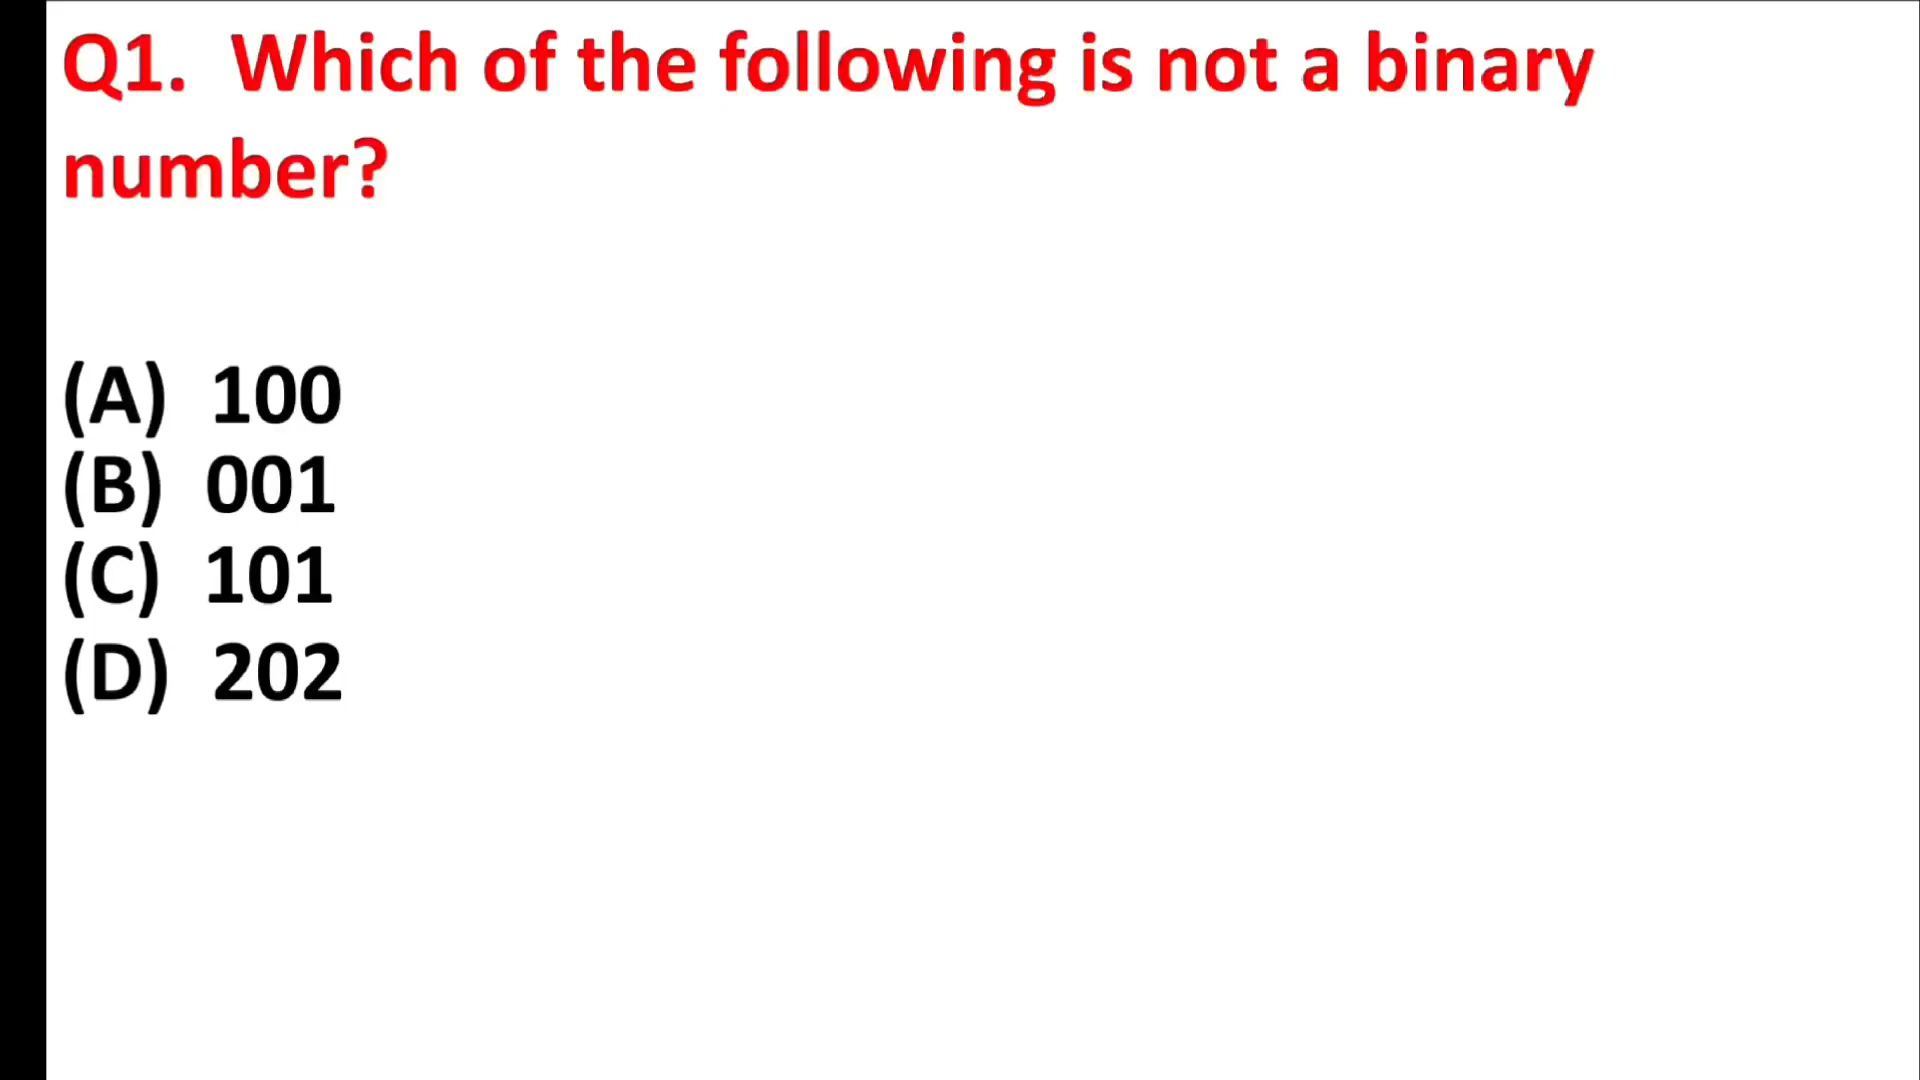 Q1. Which of the following is not a binary
number?
(A) 100
(B) 001
(C) 101
(D) 202